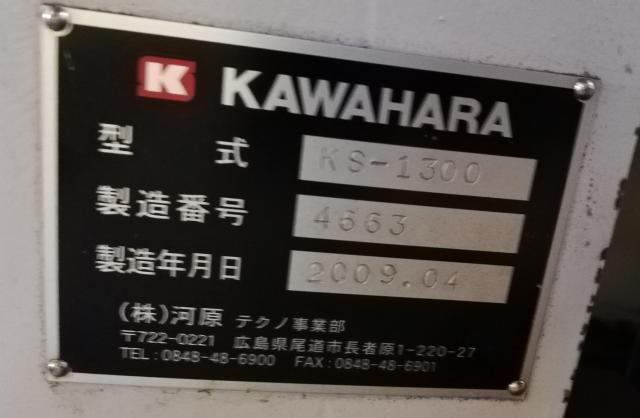 K KAWAHARA
型 式 KS-1300
製造番号 4663
製造年月日 2009.04
(株)河原 テクノ事業部
〒722-0221 広島県尾道市長者原1-220-27
TEL:0848-48-6900 FAX:0848-48-6901